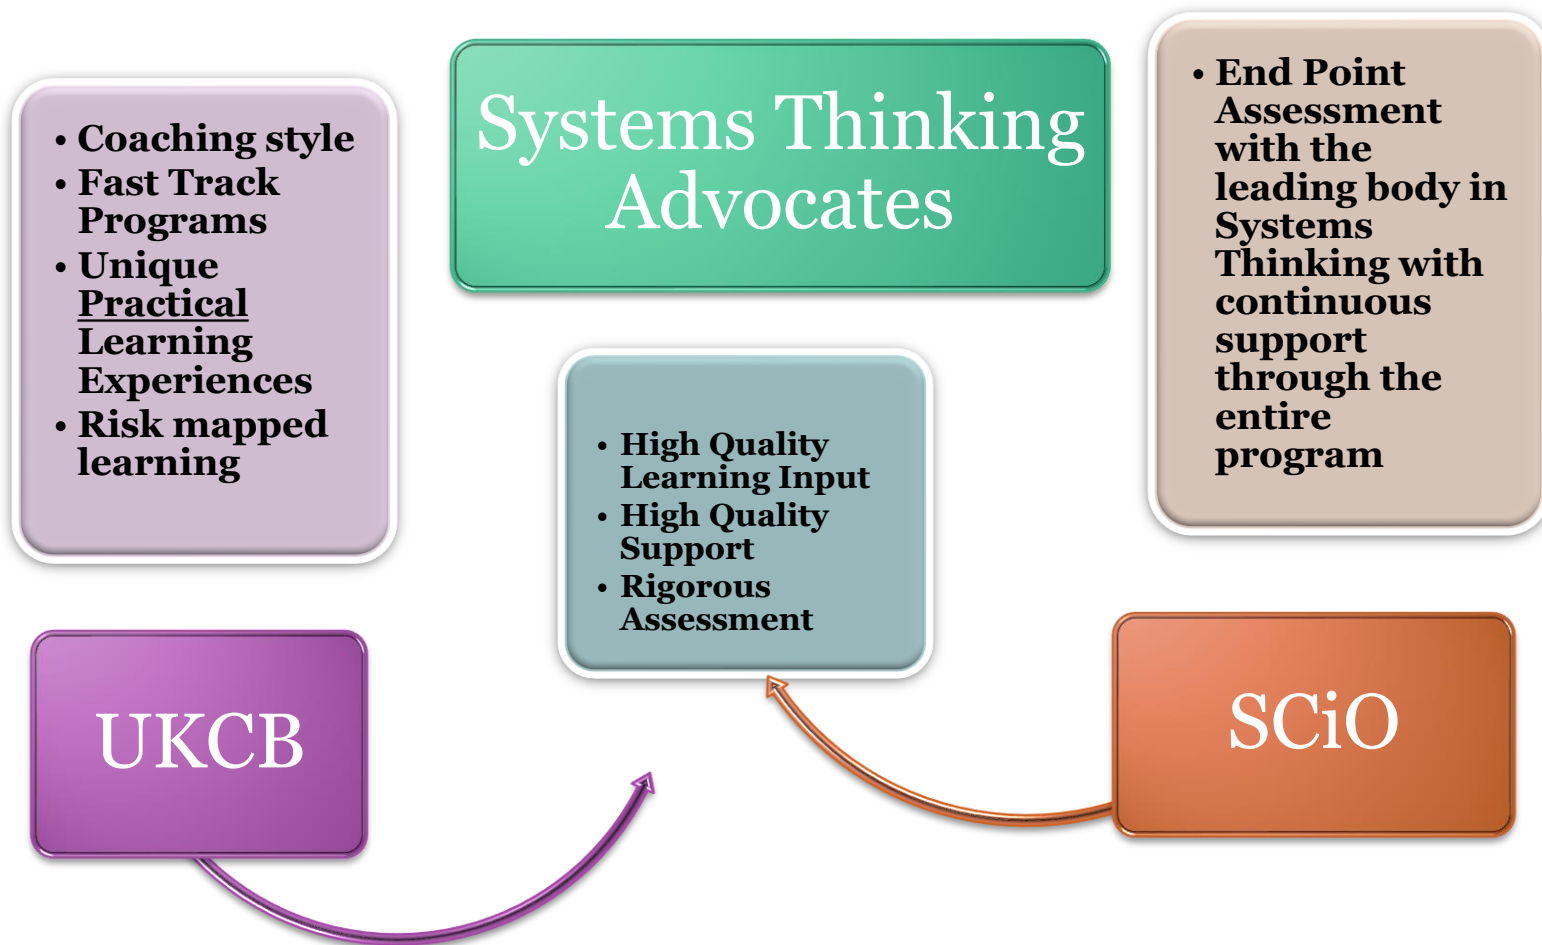 • Coaching style
• Fast Track
Programs
• Unique
Practical
Learning
Experiences
• Risk mapped
learning
UKCB
Systems Thinking
Advocates
• High Quality
Learning Input
• High Quality
Support
• Rigorous
Assessment
• End Point
Assessment
with the
leading body in
Systems
Thinking with
continuous
support
through the
entire
program
SCiO